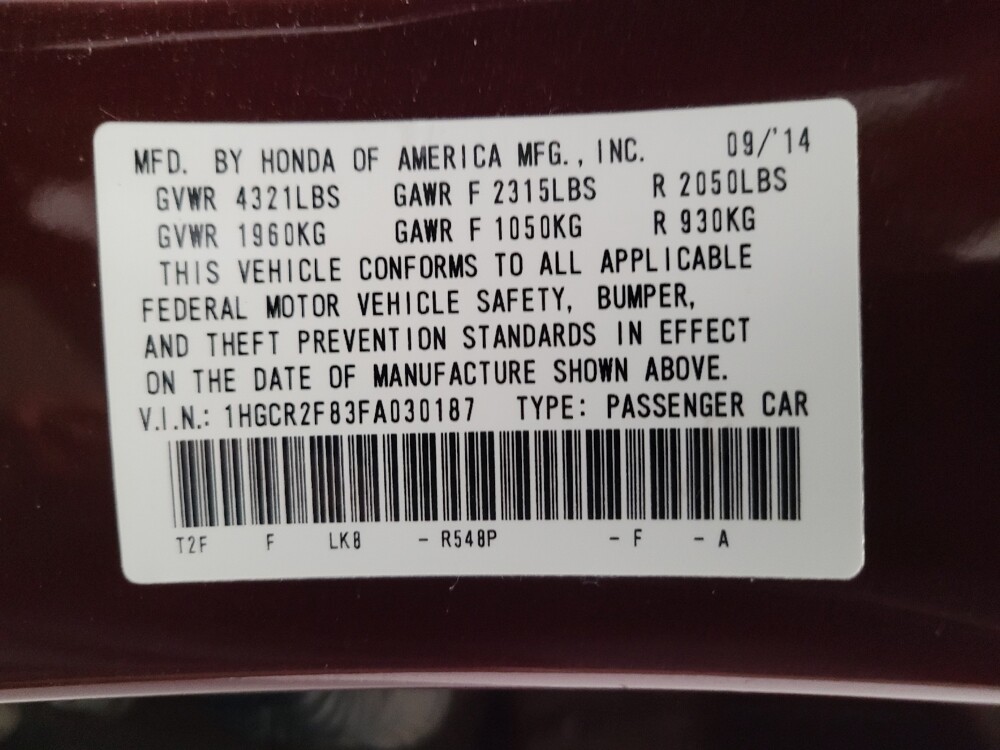 MFD. BY HONDA OF AMERICA MFG., INC. 09/'14
GVWR 4321LBS GAWR F 2315LBS R 2050LBS
GVWR 1960KG GAWR F 1050KG R 930KG
THIS VEHICLE CONFORMS TO ALL APPLICABLE
FEDERAL MOTOR VEHICLE SAFETY, BUMPER,
AND THEFT PREVENTION STANDARDS IN EFFECT
ON THE DATE OF MANUFACTURE SHOWN ABOVE.
V.I.N.: 1HGCR2F83FA030187 TYPE: PASSENGER CAR
T2F F LK8 - R548P - F - A